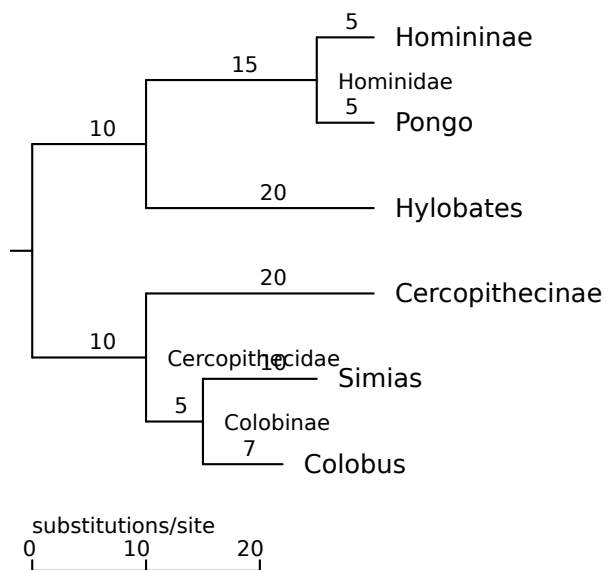 5
Homininae
15
Hominidae
5
Pongo
10
20
Hylobates
20
Cercopithecinae
10
Cercopithecidae
10
Simias
5
Colobinae
7
Colobus
substitutions/site
0 10 20